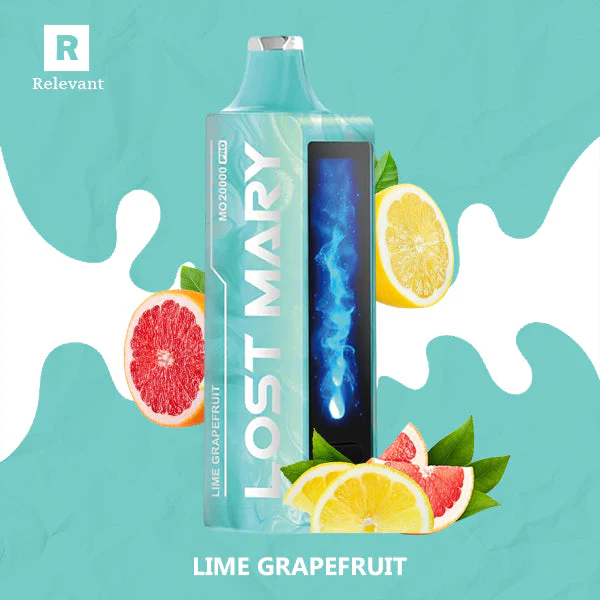 R
Relevant
MO20000 PRO
LOST MARY
LIME GRAPEFRUIT
LIME GRAPEFRUIT